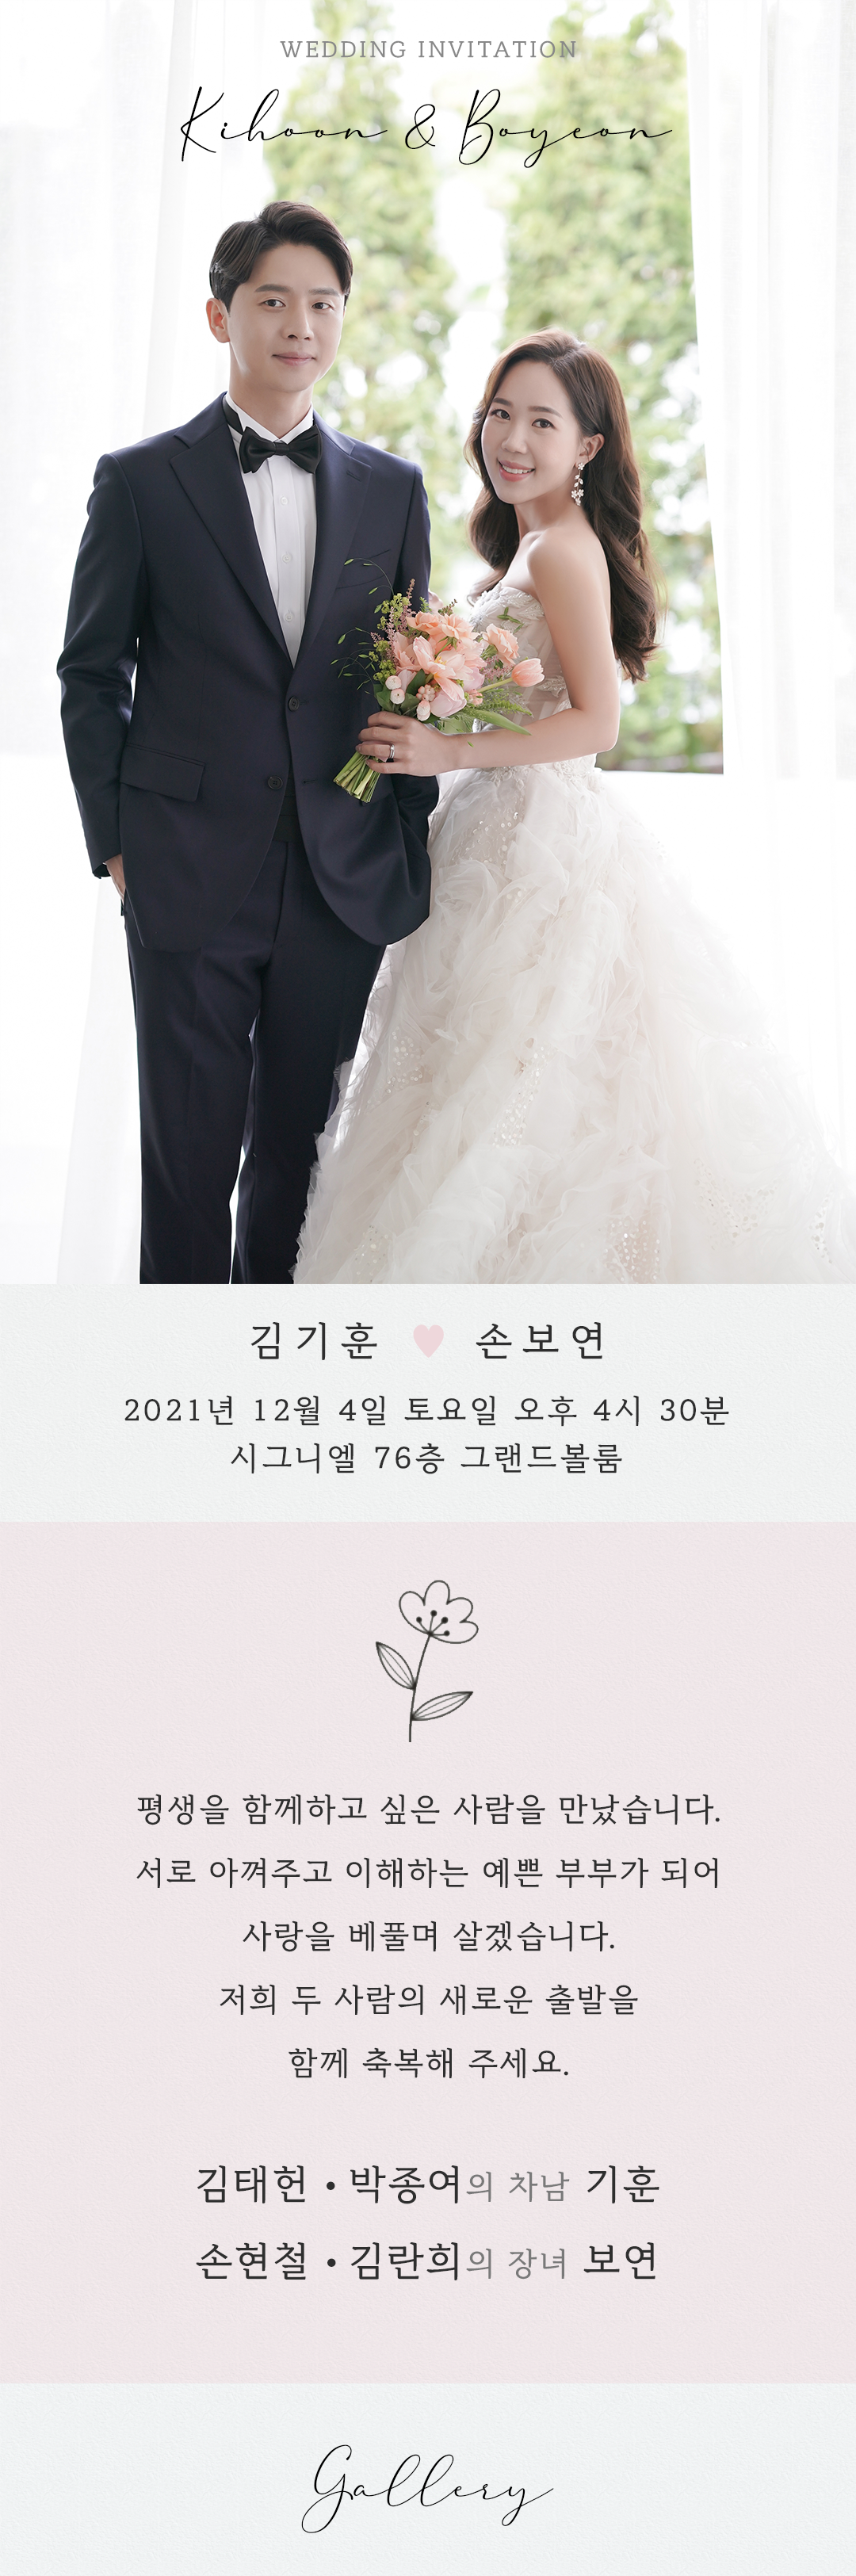 WEDDING INVITATION
Kihoon & Boyeon
김기훈 ♥ 손보연
2021년 12월 4일 토요일 오후 4시 30분
시그니엘 76층 그랜드볼룸
평생을 함께하고 싶은 사람을 만났습니다.
서로 아껴주고 이해하는 예쁜 부부가 되어
사랑을 베풀며 살겠습니다.
저희 두 사람의 새로운 출발을
함께 축복해 주세요.
김태헌 • 박종여의 차남 기훈
손현철 • 김란희의 장녀 보연
Gallery